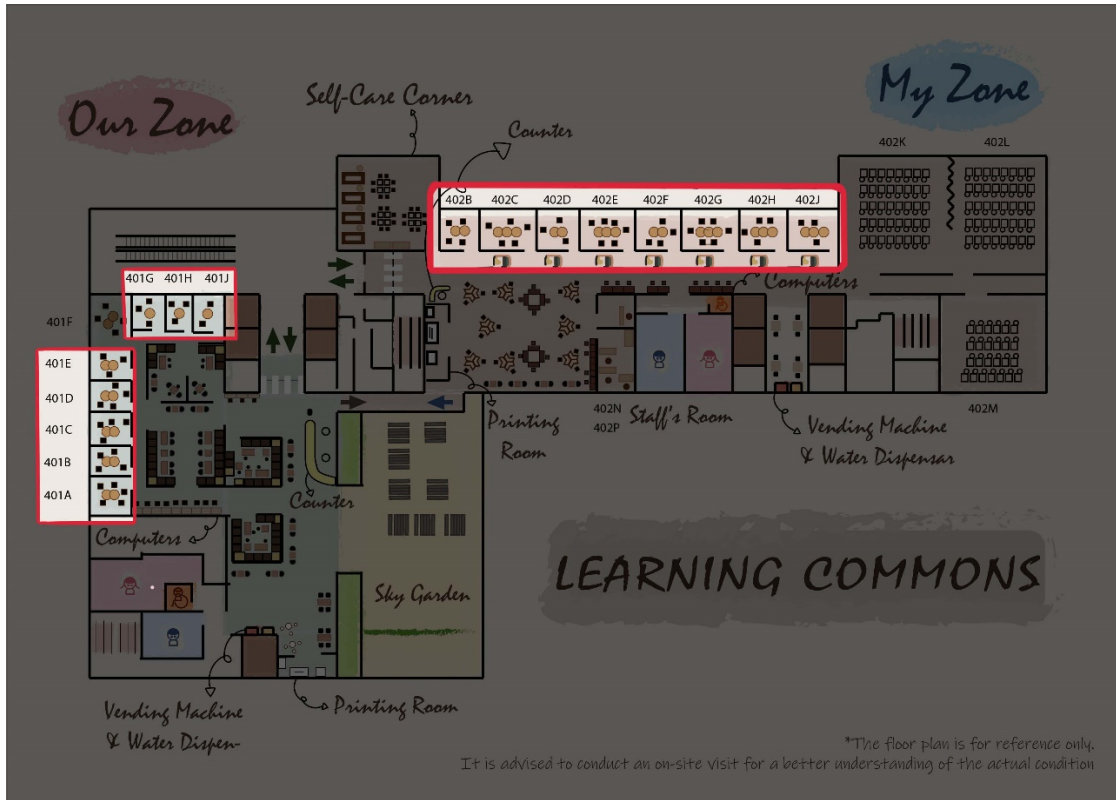 Our Zone
My Zone
Self-Care Corner
Counter
402K
402L
402B
402C
402D
402E
402F
402G
402H
402J
401G
401H
401J
Computers
401F
401E
401D
401C
401B
401A
402N
402P
Staff's Room
402M
Printing
Room
Vending Machine
& Water Dispensar
Counter
Computers
LEARNING COMMONS
Sky Garden
Vending Machine
& Water Dispen-
Printing Room
*The floor plan is for reference only.
It is advised to conduct an on-site visit for a better understanding of the actual condition